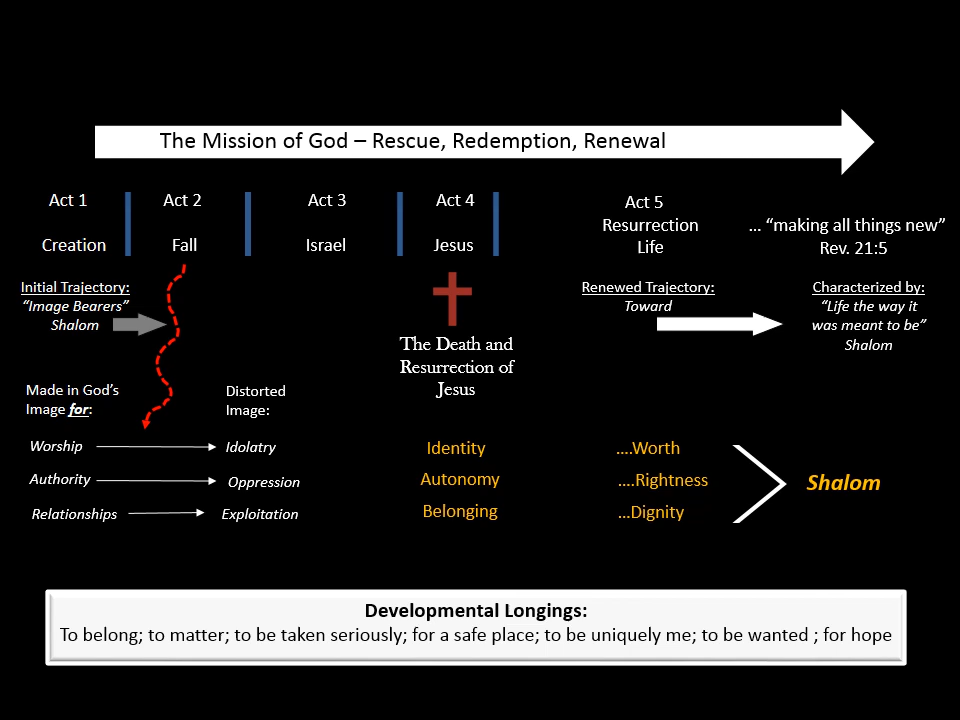 The Mission of God – Rescue, Redemption, Renewal
Act 1
Act 2
Act 3
Act 4
Act 5
Creation
Fall
Israel
Jesus
Resurrection
Life
… “making all things new”
Rev. 21:5
Initial Trajectory:
“Image Bearers”
Shalom
The Death and
Resurrection of
Jesus
Renewed Trajectory:
Toward
Characterized by:
“Life the way it
was meant to be”
Shalom
Made in God’s
Image for:
Distorted
Image:
Worship
Idolatry
Identity
….Worth
Authority
Oppression
Autonomy
….Rightness
Shalom
Relationships
Exploitation
Belonging
…Dignity
Developmental Longings:
To belong; to matter; to be taken seriously; for a safe place; to be uniquely me; to be wanted ; for hope